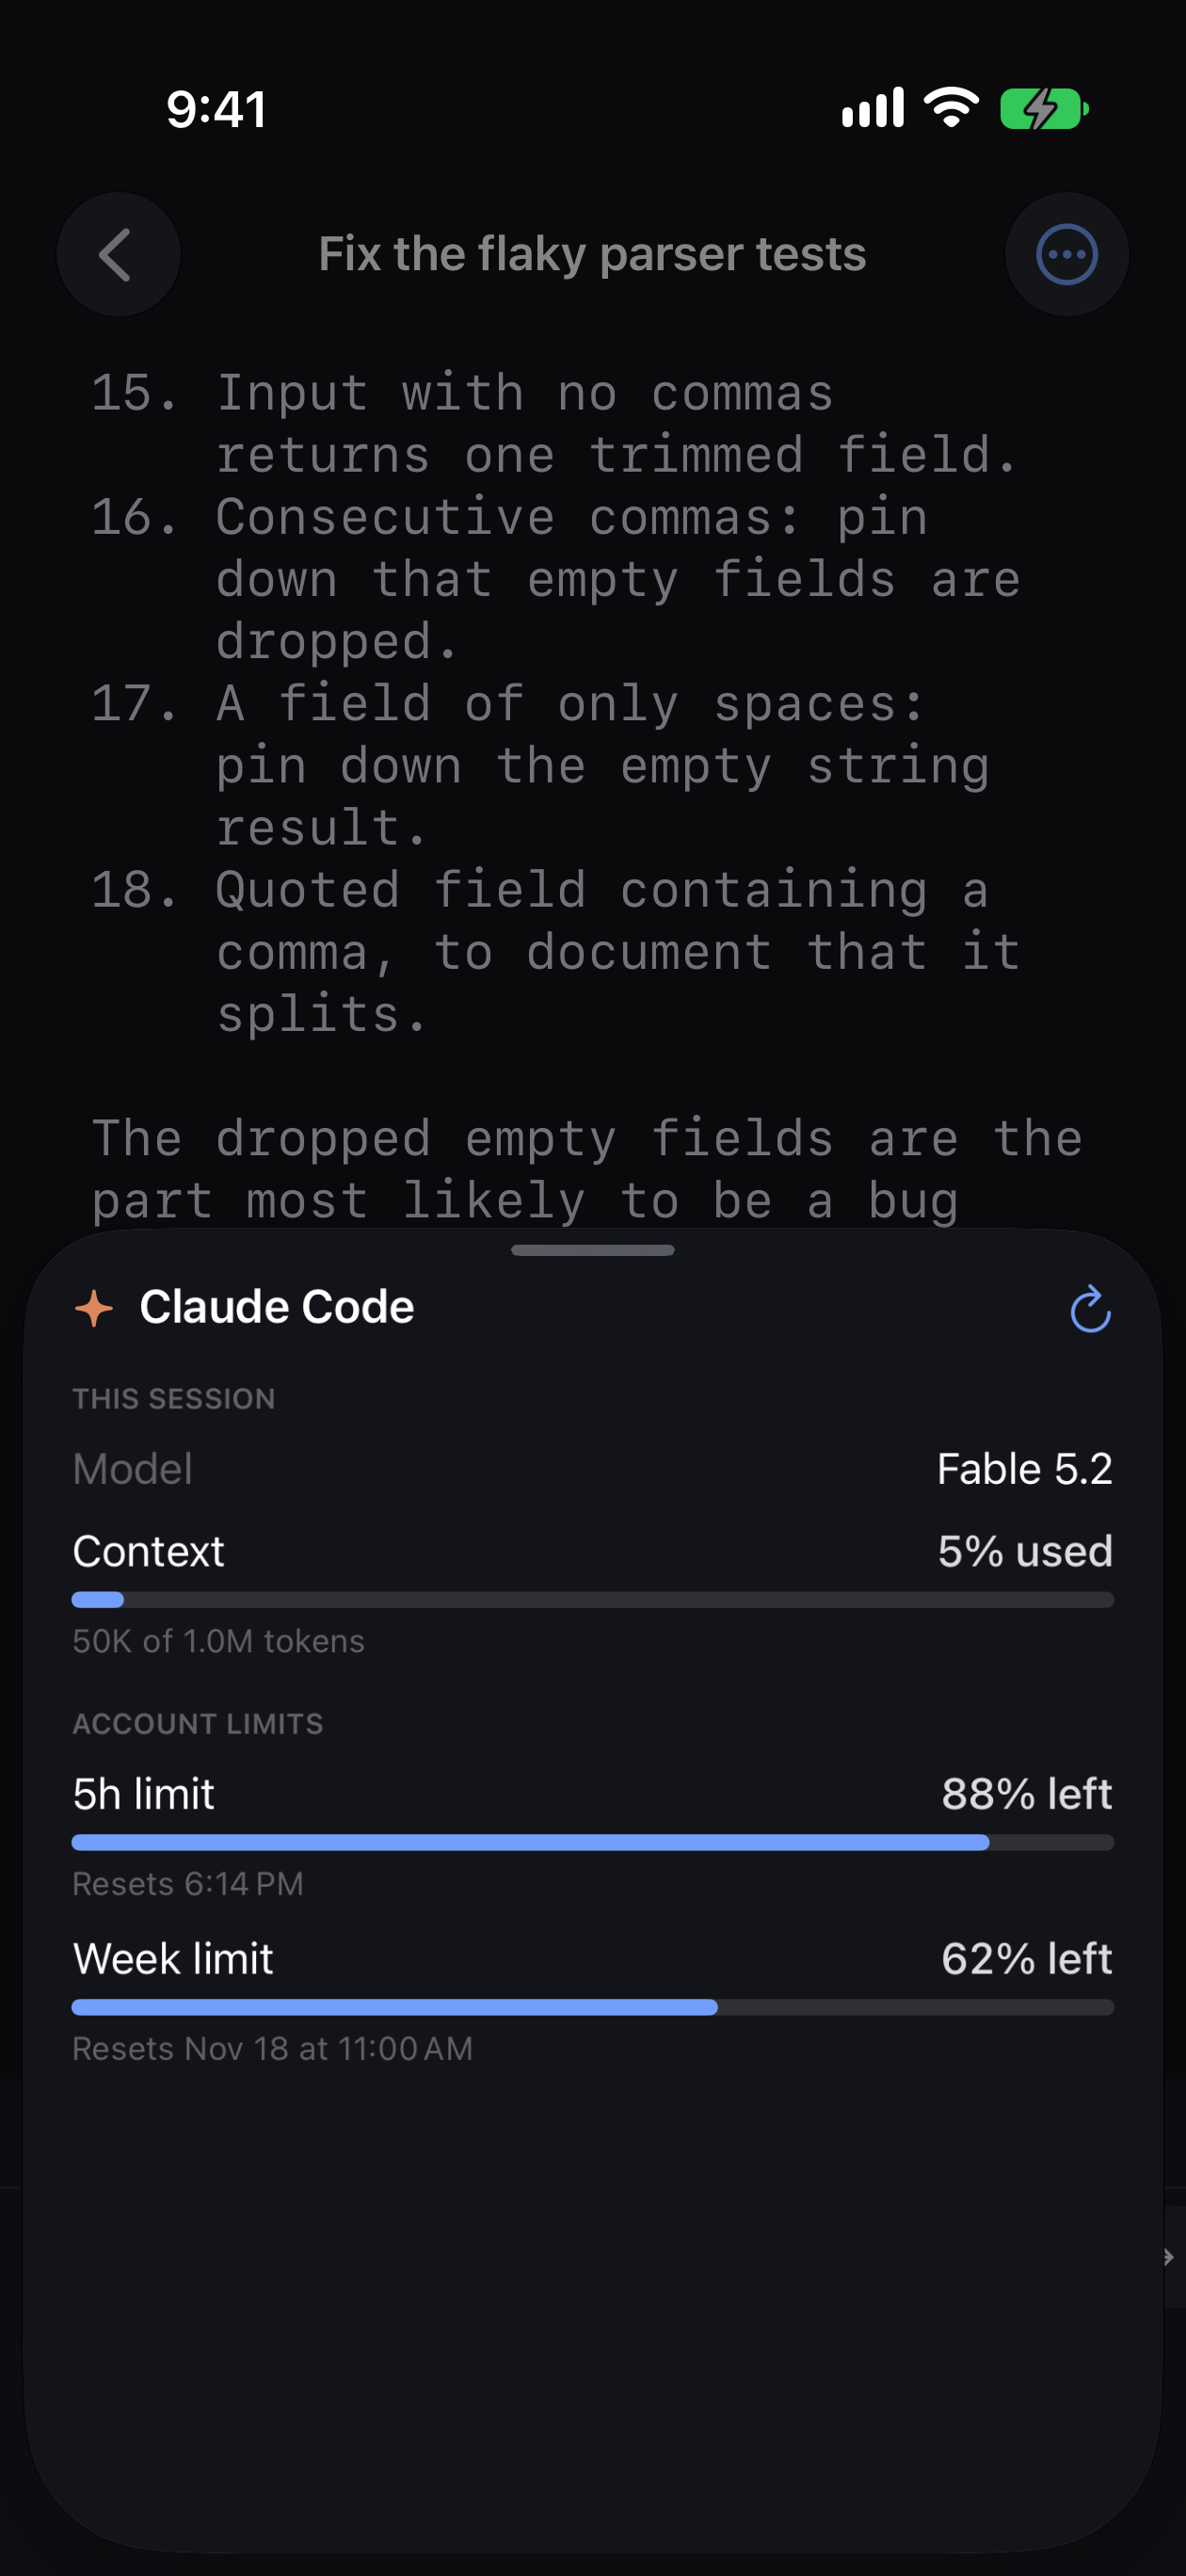 9:41
Fix the flaky parser tests
15. Input with no commas
returns one trimmed field.
16. Consecutive commas: pin
down that empty fields are
dropped.
17. A field of only spaces:
pin down the empty string
result.
18. Quoted field containing a
comma, to document that it
splits.
The dropped empty fields are the
part most likely to be a bug
Claude Code
THIS SESSION
Model Fable 5.2
Context 5% used
50K of 1.0M tokens
ACCOUNT LIMITS
5h limit 88% left
Resets 6:14 PM
Week limit 62% left
Resets Nov 18 at 11:00 AM